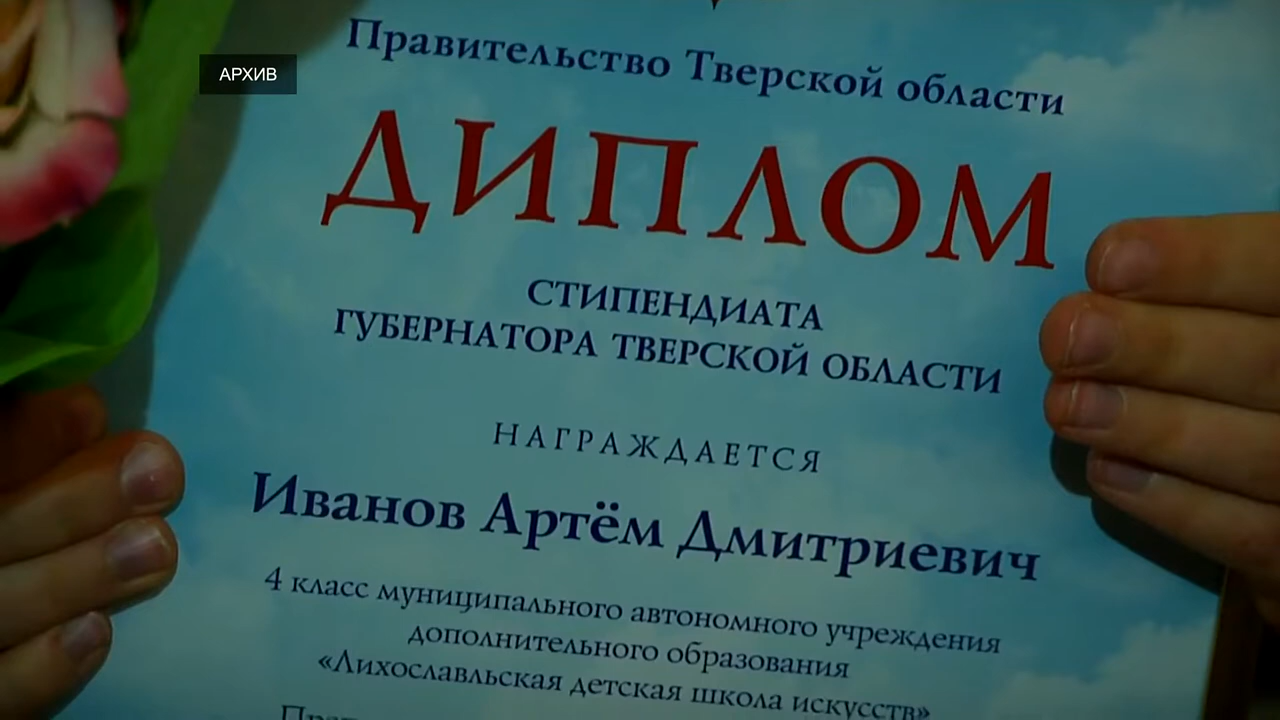 АРХИВ
Правительство Тверской области
ДИПЛОМ
СТИПЕНДИАТА
ГУБЕРНАТОРА ТВЕРСКОЙ ОБЛАСТИ
НАГРАЖДАЕТСЯ
Иванов Артём Дмитриевич
4 класс муниципального автономного учреждения
дополнительного образования
«Лихославльская детская школа искусств»